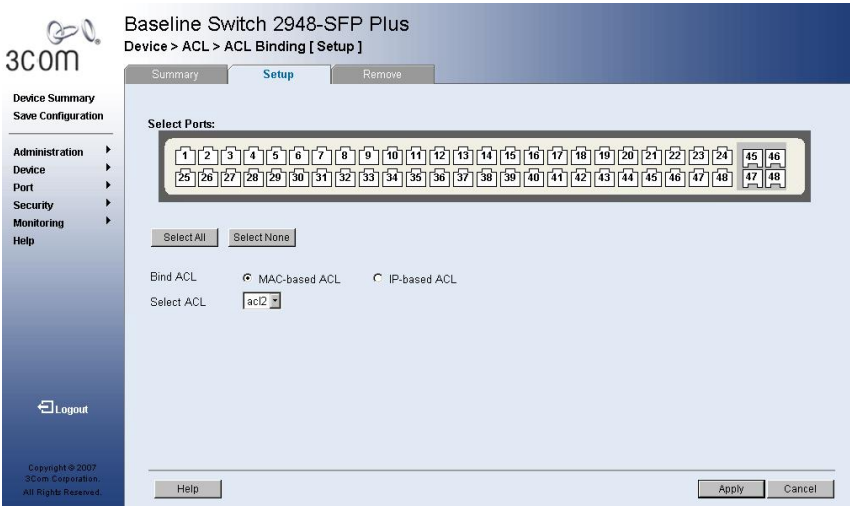 3COM
Baseline Switch 2948-SFP Plus
Device > ACL > ACL Binding [ Setup ]
Summary Setup Remove
Device Summary
Save Configuration
Administration
Device
Port
Security
Monitoring
Help
Logout
Copyright © 2007
3Com Corporation.
All Rights Reserved.
Select Ports:
1 2 3 4 5 6 7 8 9 10 11 12 13 14 15 16 17 18 19 20 21 22 23 24 45 46
25 26 27 28 29 30 31 32 33 34 35 36 37 38 39 40 41 42 43 44 45 46 47 48 47 48
Select All Select None
Bind ACL MAC-based ACL IP-based ACL
Select ACL acl2
Help Apply Cancel